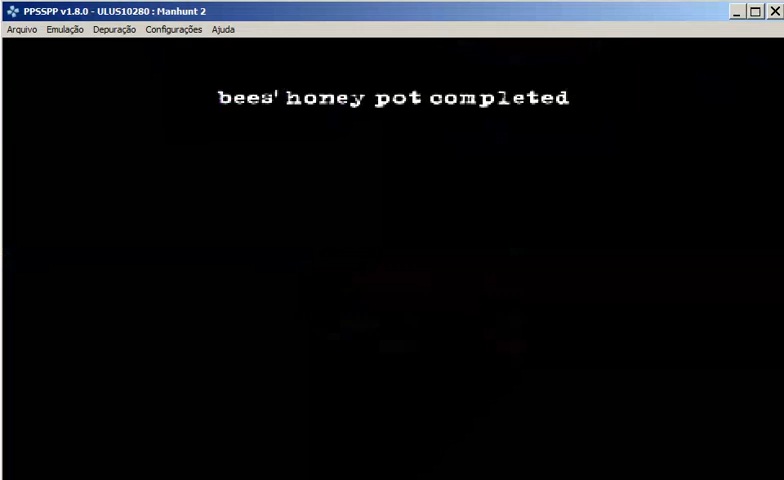 PPSSPP v1.8.0 - ULUS10280 : Manhunt 2
Arquivo Emulação Depuração Configurações Ajuda
bees' honey pot completed